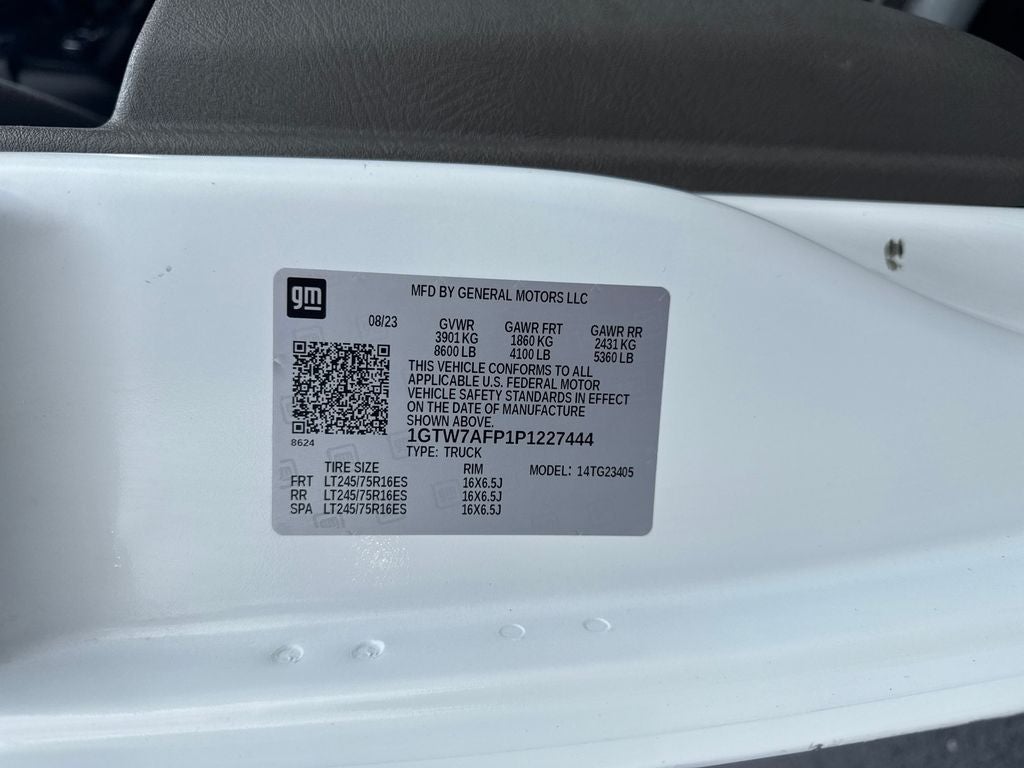 gm
MFD BY GENERAL MOTORS LLC
08/23 GVWR GAWR FRT GAWR RR
3901 KG 1860 KG 2431 KG
8600 LB 4100 LB 5360 LB
THIS VEHICLE CONFORMS TO ALL
APPLICABLE U.S. FEDERAL MOTOR
VEHICLE SAFETY STANDARDS IN EFFECT
ON THE DATE OF MANUFACTURE
SHOWN ABOVE.
8624
1GTW7AFP1P1227444
TYPE: TRUCK
TIRE SIZE RIM MODEL: 14TG23405
FRT LT245/75R16ES 16X6.5J
RR LT245/75R16ES 16X6.5J
SPA LT245/75R16ES 16X6.5J